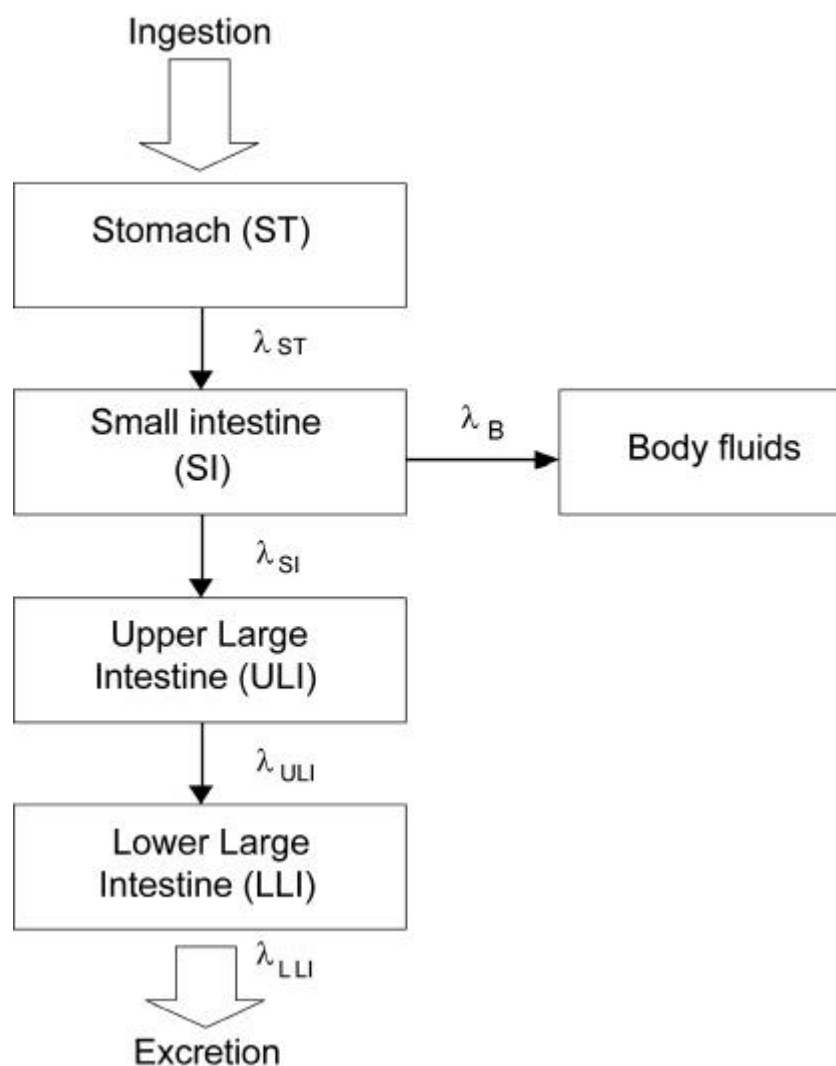 Ingestion
Stomach (ST)
λ ST
Small intestine
(SI)
λ B
Body fluids
λ SI
Upper Large
Intestine (ULI)
λ ULI
Lower Large
Intestine (LLI)
λ LLI
Excretion